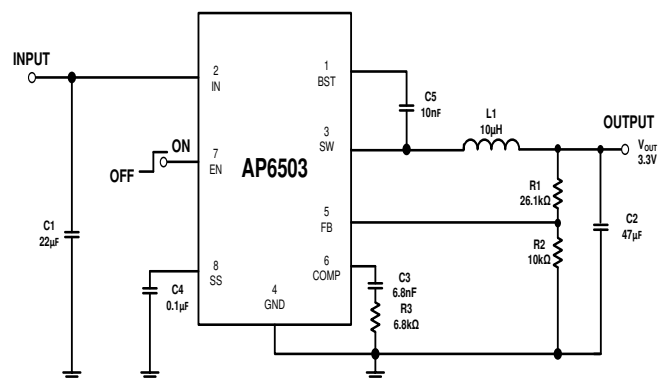 INPUT
2
IN
1
BST
C5
10nF
L1
10µH
OUTPUT
3
SW
VOUT
3.3V
ON
OFF
7
EN
AP6503
R1
26.1kΩ
5
FB
C1
22µF
R2
10kΩ
C2
47µF
6
COMP
8
SS
C4
0.1µF
4
GND
C3
6.8nF
R3
6.8kΩ